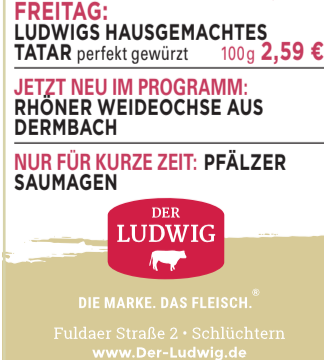 FREITAG:
LUDWIGS HAUSGEMACHTES
TATAR perfekt gewürzt 100g 2,59 €
JETZT NEU IM PROGRAMM:
RHÖNER WEIDEOCHSE AUS
DERMBACH
NUR FÜR KURZE ZEIT: PFÄLZER
SAUMAGEN
DER
LUDWIG
DIE MARKE. DAS FLEISCH.®
Fuldaer Straße 2 • Schlüchtern
www.Der-Ludwig.de